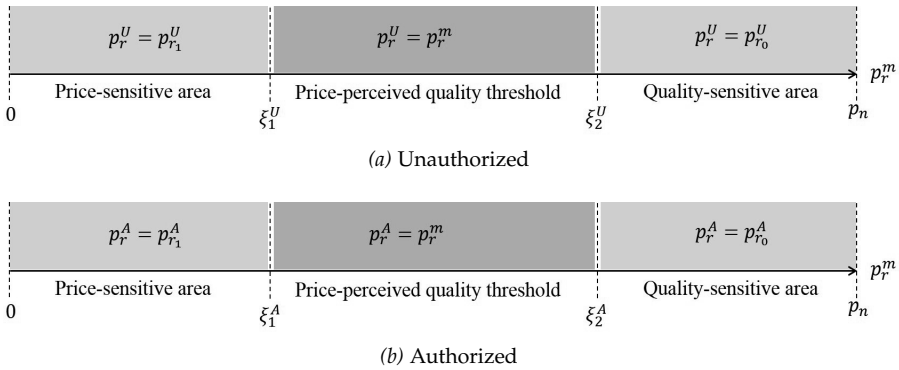 p_r^U = p_{r_1}^U p_r^U = p_r^m p_r^U = p_{r_0}^U
p_r^m
Price-sensitive area Price-perceived quality threshold Quality-sensitive area
0 ξ_1^U ξ_2^U p_n
(a) Unauthorized
p_r^A = p_{r_1}^A p_r^A = p_r^m p_r^A = p_{r_0}^A
p_r^m
Price-sensitive area Price-perceived quality threshold Quality-sensitive area
0 ξ_1^A ξ_2^A p_n
(b) Authorized